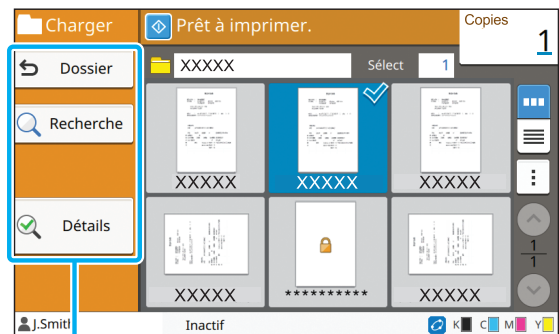 Charger
Prêt à imprimer.
Copies
1
Dossier
XXXXX
Sélect 1
Recherche
XXXXX XXXXX XXXXX
Détails
XXXXX ********** XXXXX
1
1
Inactif
K C M Y